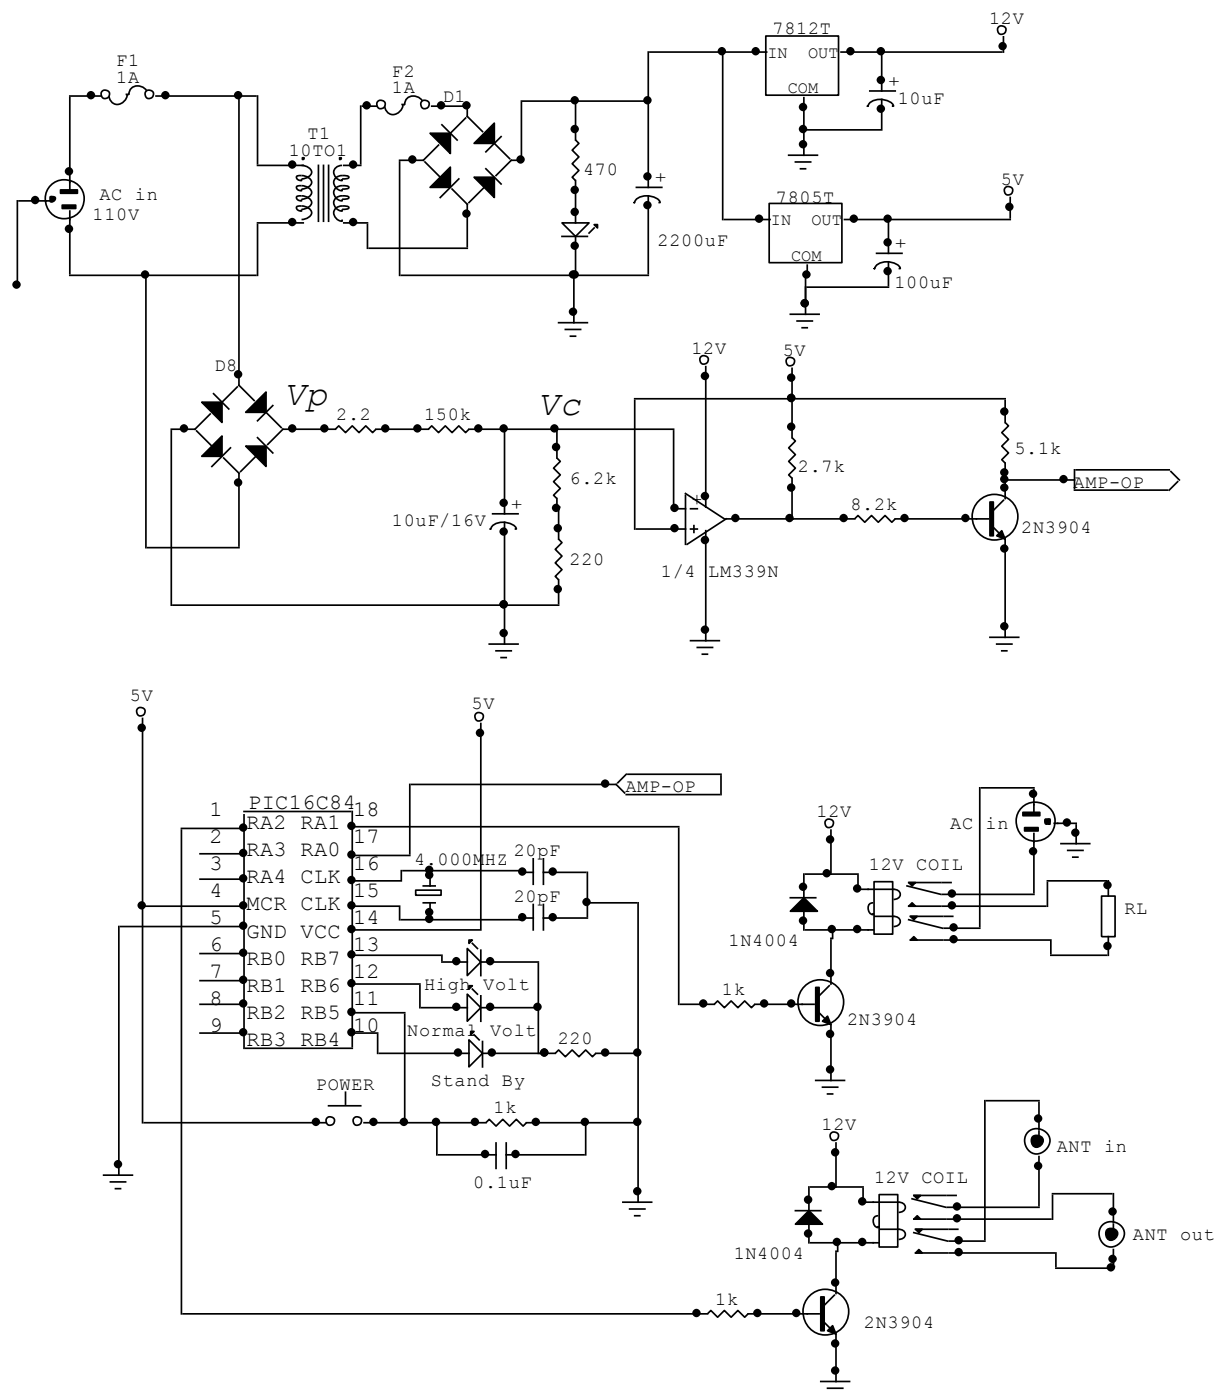 7812T
12V
IN OUT
COM
+
10uF
F1
1A
F2
1A
D1
T1
10TO1
470
+
2200uF
AC in
110V
7805T
5V
IN OUT
COM
+
100uF
D8
Vp
2.2
150k
Vc
12V
5V
6.2k
2.7k
5.1k
AMP-OP
10uF/16V
+
220
+
-
+
8.2k
2N3904
1/4 LM339N
5V
5V
PIC16C84
AMP-OP
1 RA2 RA1 18
2 RA3 RA0 17
3 RA4 CLK 16
4 MCR CLK 15
5 GND VCC 14
6 RB0 RB7 13
7 RB1 RB6 12
8 RB2 RB5 11
9 RB3 RB4 10
4.000MHZ
20pF
20pF
High Volt
Normal Volt
Stand By
220
POWER
1k
0.1uF
12V
AC in
12V COIL
1N4004
RL
1k
2N3904
12V
12V COIL
ANT in
1N4004
ANT out
1k
2N3904